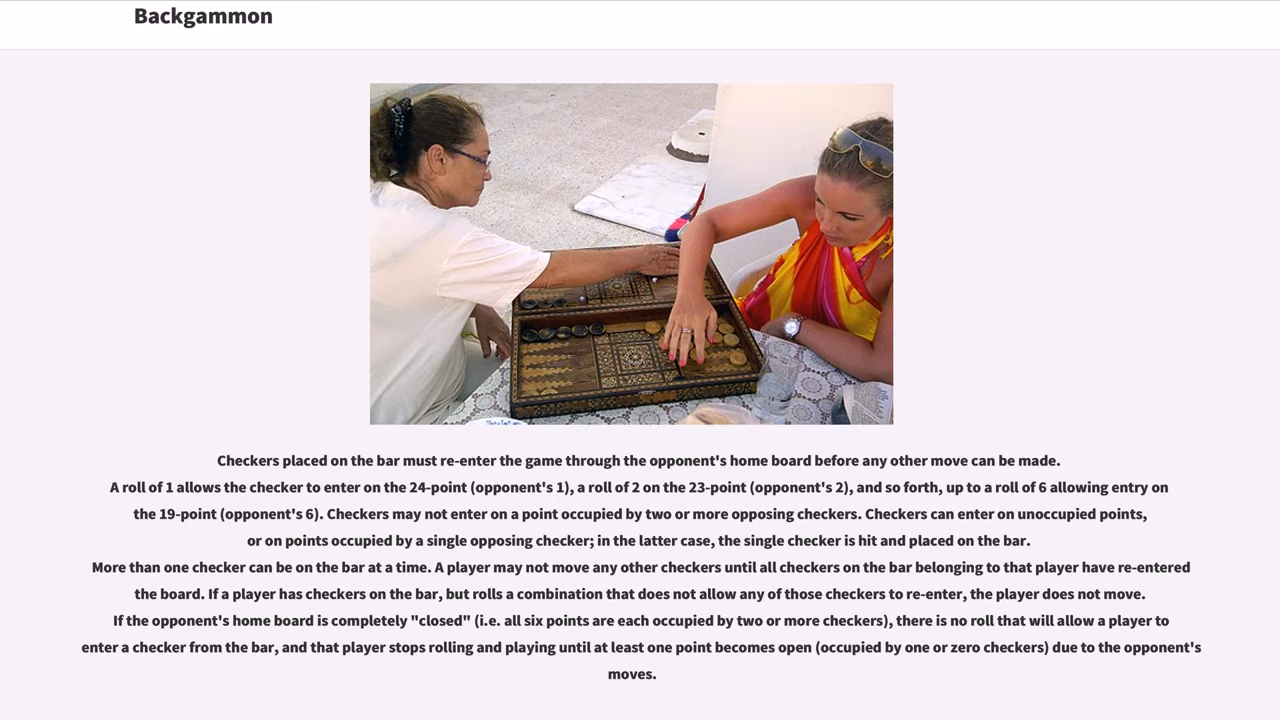 Backgammon
Checkers placed on the bar must re-enter the game through the opponent's home board before any other move can be made.
A roll of 1 allows the checker to enter on the 24-point (opponent's 1), a roll of 2 on the 23-point (opponent's 2), and so forth, up to a roll of 6 allowing entry on
the 19-point (opponent's 6). Checkers may not enter on a point occupied by two or more opposing checkers. Checkers can enter on unoccupied points,
or on points occupied by a single opposing checker; in the latter case, the single checker is hit and placed on the bar.
More than one checker can be on the bar at a time. A player may not move any other checkers until all checkers on the bar belonging to that player have re-entered
the board. If a player has checkers on the bar, but rolls a combination that does not allow any of those checkers to re-enter, the player does not move.
If the opponent's home board is completely "closed" (i.e. all six points are each occupied by two or more checkers), there is no roll that will allow a player to
enter a checker from the bar, and that player stops rolling and playing until at least one point becomes open (occupied by one or zero checkers) due to the opponent's
moves.